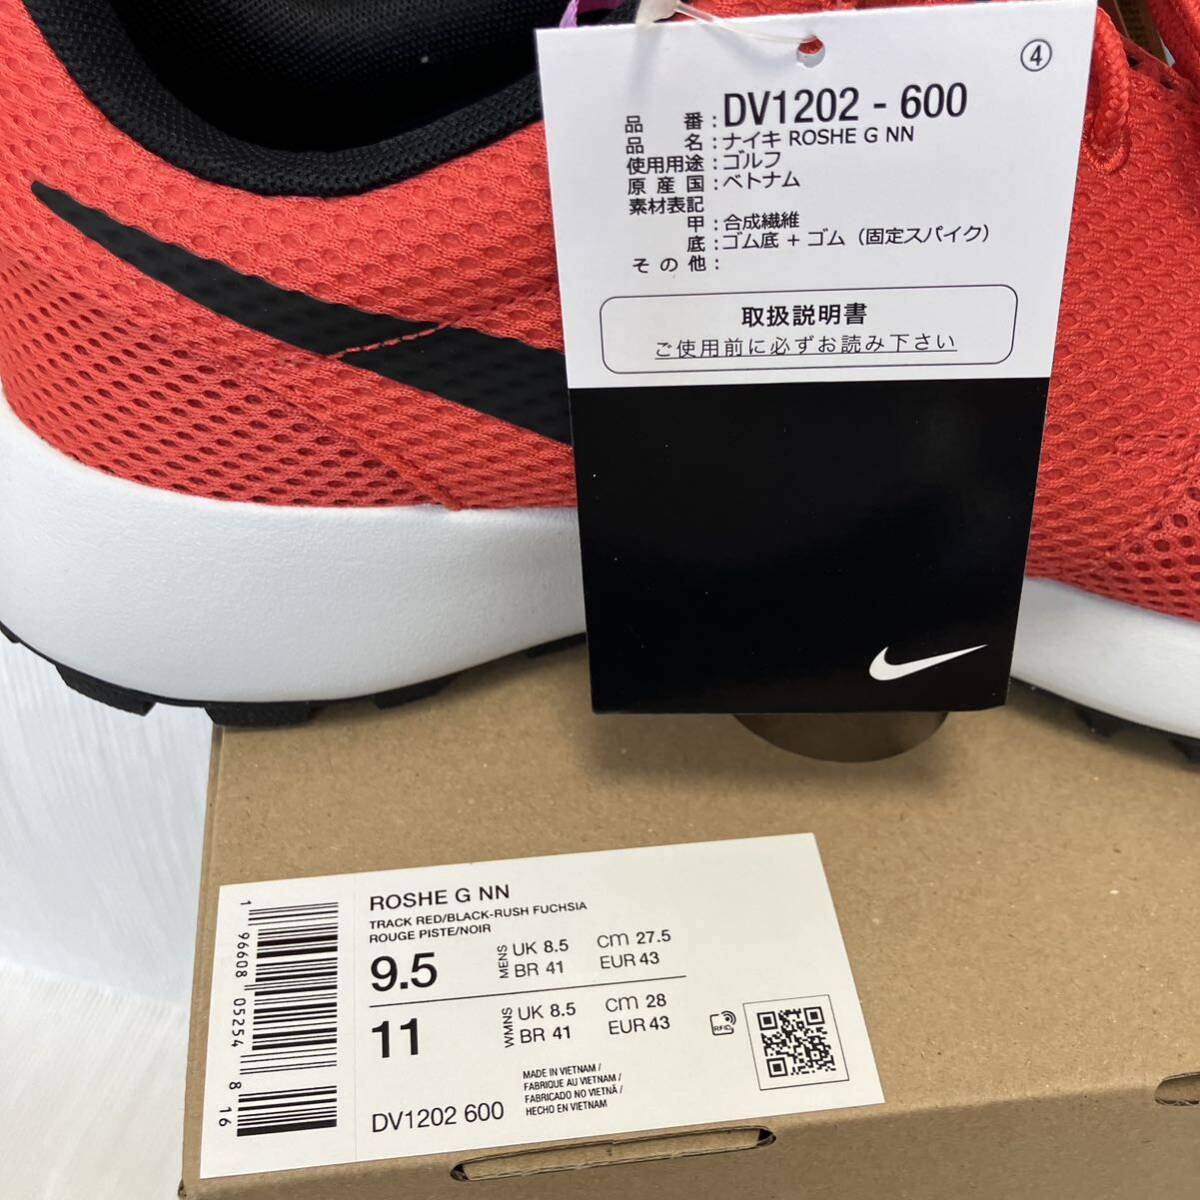 ④
品番：DV1202 - 600
品名：ナイキ ROSHE G NN
使用用途：ゴルフ
原産国：ベトナム
素材表記
甲：合成繊維
底：ゴム底 + ゴム（固定スパイク）
その他：
取扱説明書
ご使用前に必ずお読み下さい
ROSHE G NN
TRACK RED/BLACK-RUSH FUCHSIA
ROUGE PISTE/NOIR
9.5 MENS UK 8.5 cm 27.5
BR 41 EUR 43
11 WMNS UK 8.5 cm 28
BR 41 EUR 43
RFID
MADE IN VIETNAM /
FABRIQUE AU VIETNAM /
FABRICADO NO VIETNÃ /
HECHO EN VIETNAM
DV1202 600
1 96608 05254 8 16